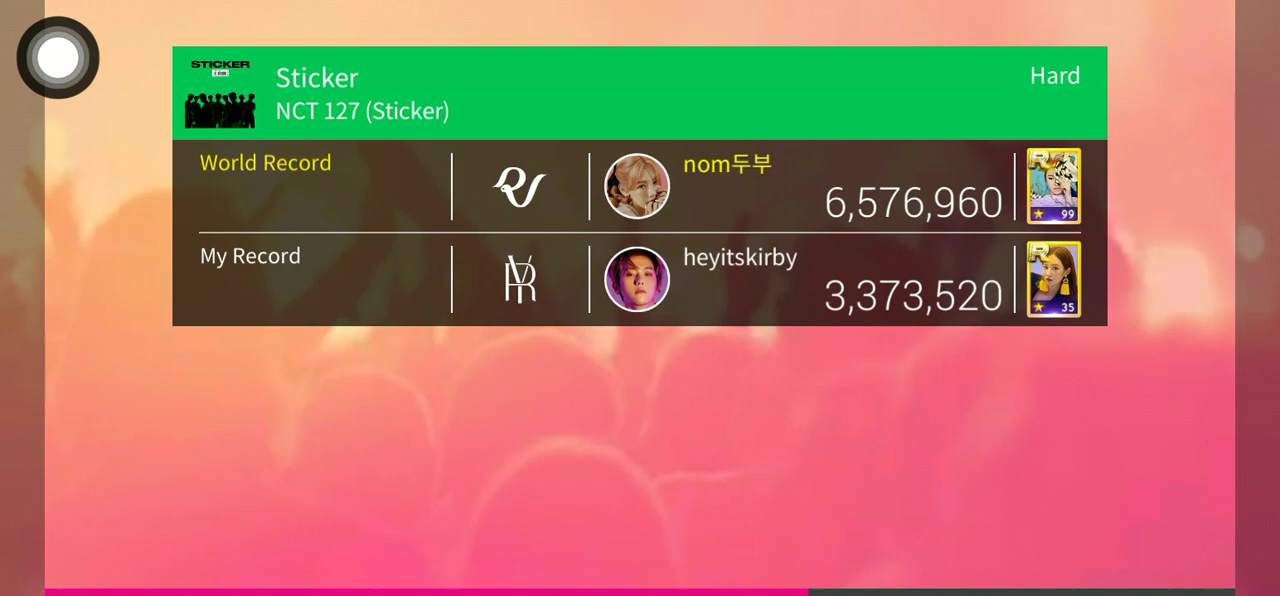 STICKER
Sticker
NCT 127 (Sticker)
Hard
World Record
nom두부
6,576,960
R
99
My Record
heyitskirby
3,373,520
R
35